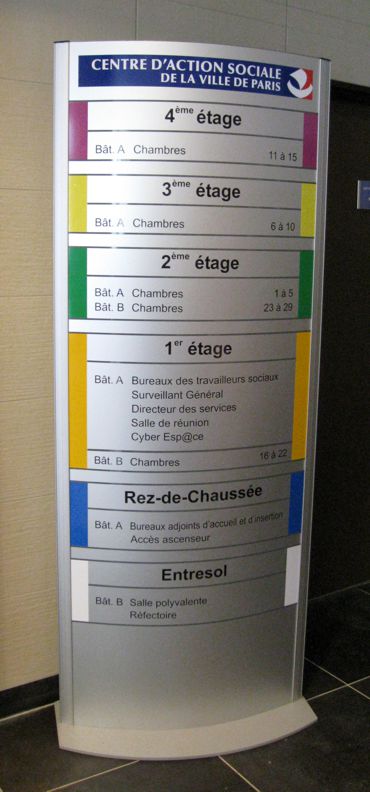 CENTRE D'ACTION SOCIALE
DE LA VILLE DE PARIS
4ème étage
Bât. A Chambres 11 à 15
3ème étage
Bât. A Chambres 6 à 10
2ème étage
Bât. A Chambres 1 à 5
Bât. B Chambres 23 à 29
1er étage
Bât. A Bureaux des travailleurs sociaux
Surveillant Général
Directeur des services
Salle de réunion
Cyber Esp@ce
Bât. B Chambres 16 à 22
Rez-de-Chaussée
Bât. A Bureaux adjoints d'accueil et d'insertion
Accès ascenseur
Entresol
Bât. B Salle polyvalente
Réfectoire